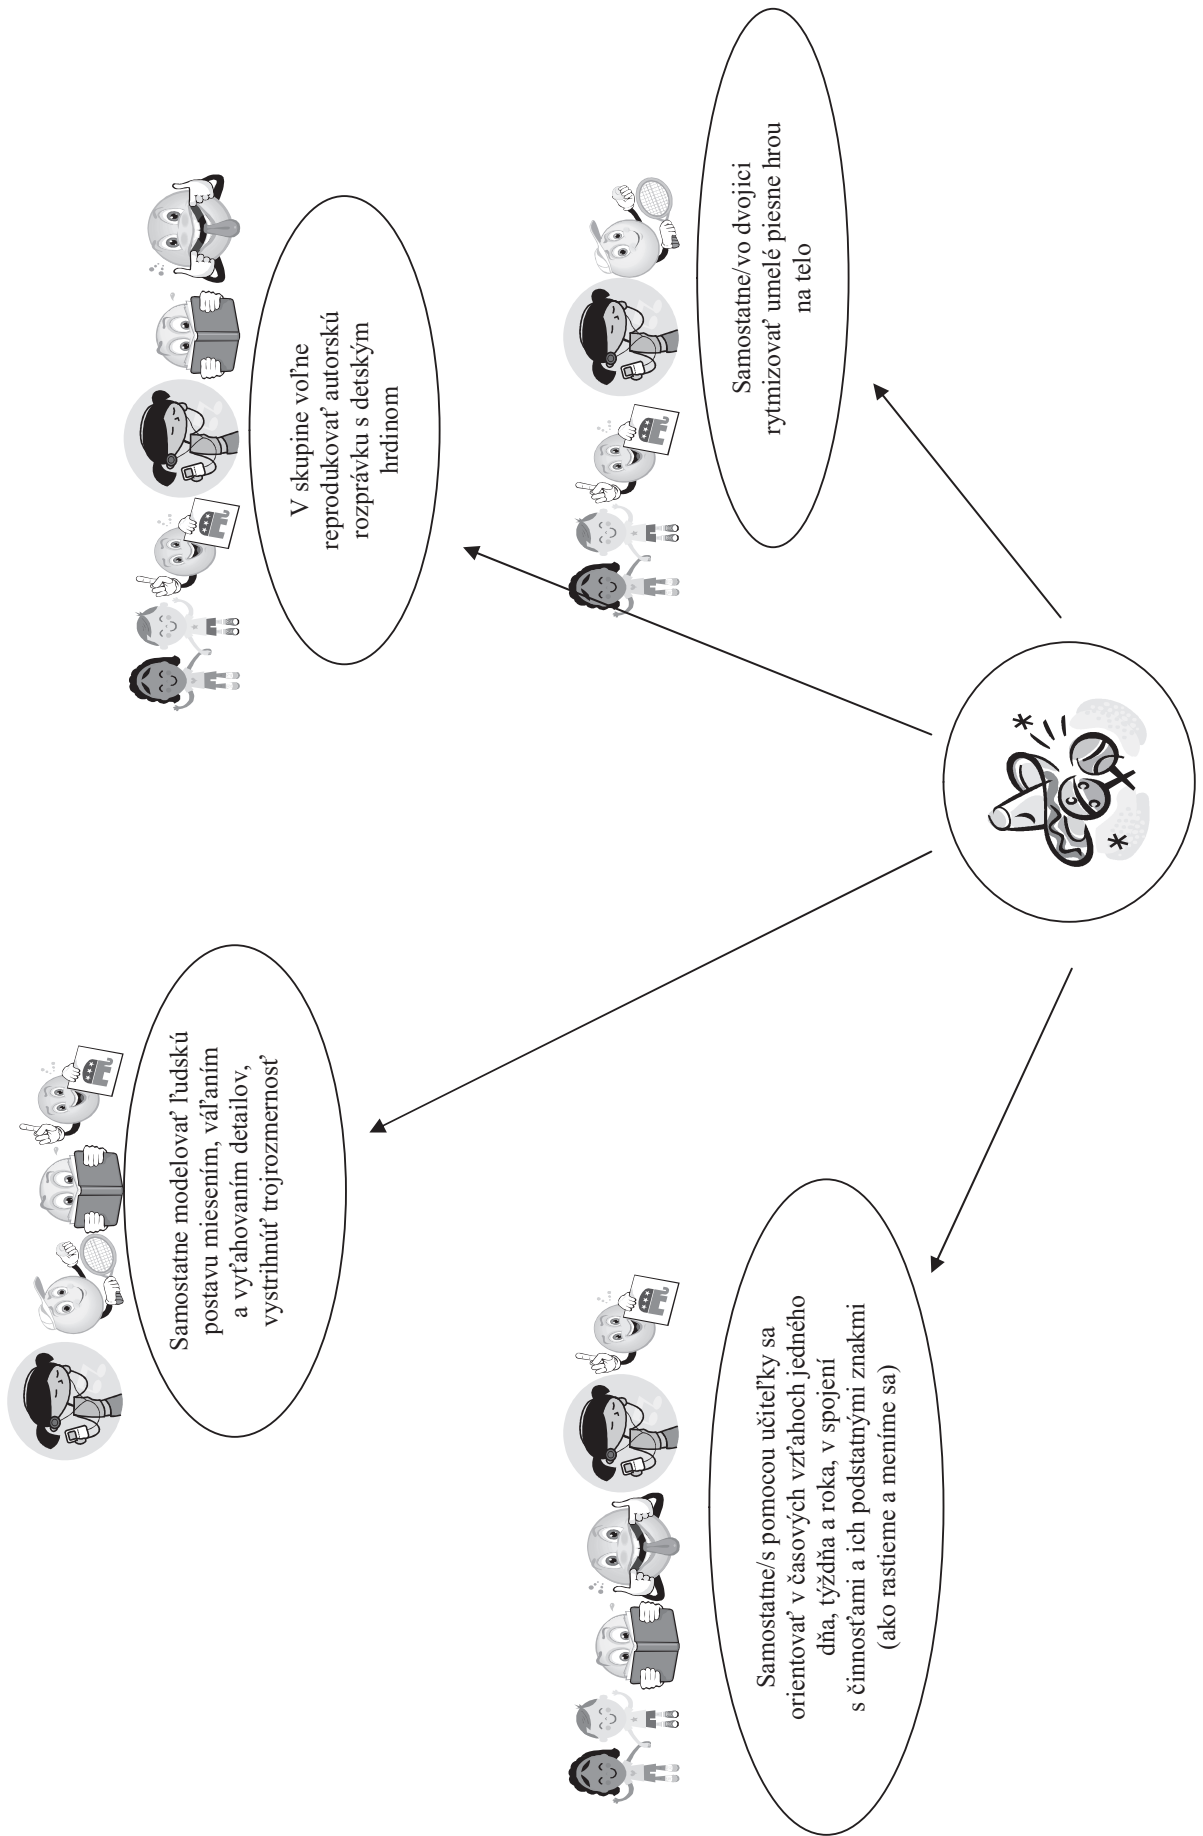 Samostatne modelovať ľudskú
postavu miesením, váľaním
a vyťahovaním detailov,
vystrihnúť trojrozmernosť
V skupine voľne
reprodukovať autorskú
rozprávku s detským
hrdinom
Samostatne/s pomocou učiteľky sa
orientovať v časových vzťahoch jedného
dňa, týždňa a roka, v spojení
s činnosťami a ich podstatnými znakmi
(ako rastieme a meníme sa)
Samostatne/vo dvojici
rytmizovať umelé piesne hrou
na telo